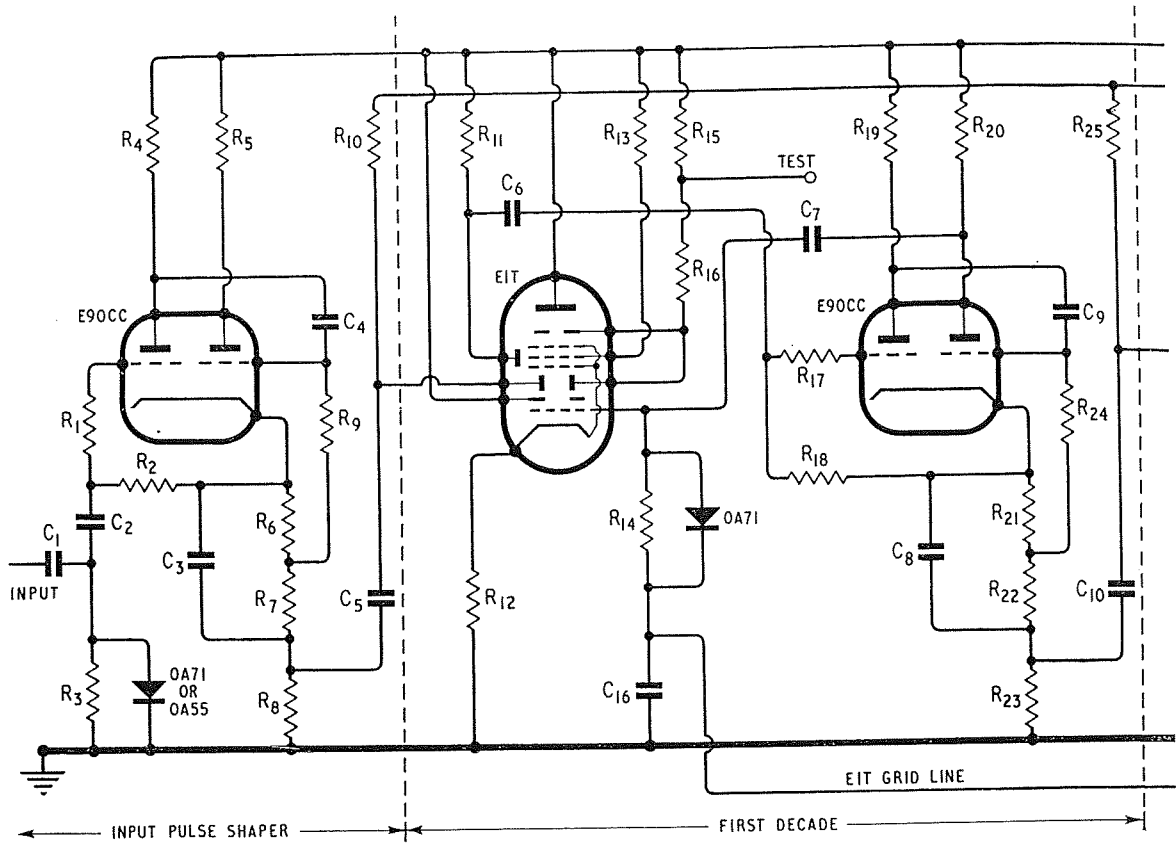 R4
R5
R10
R11
R13
R15
R19
R20
R25
TEST
C6
C7
E1T
R16
E90CC
C4
E90CC
C9
R1
R9
R17
R24
R2
R18
C2
R6
R14
OA71
R21
C1
C3
C8
INPUT
R7
C5
R12
R22
C10
R3
OA71
OR
OA55
R8
C16
R23
E1T GRID LINE
INPUT PULSE SHAPER
FIRST DECADE